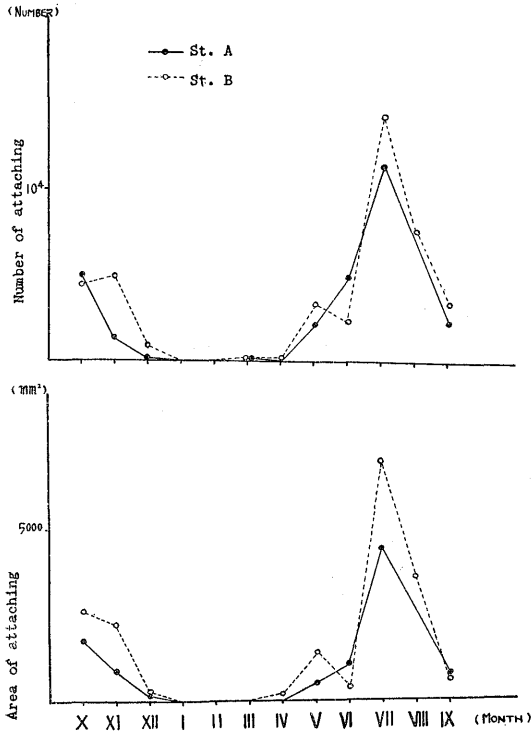 (NUMBER)
St. A
St. B
10⁴
Number of attaching
(mm²)
5000
Area of attaching
X XI XII I II III IV V VI VII VIII IX (MONTH)